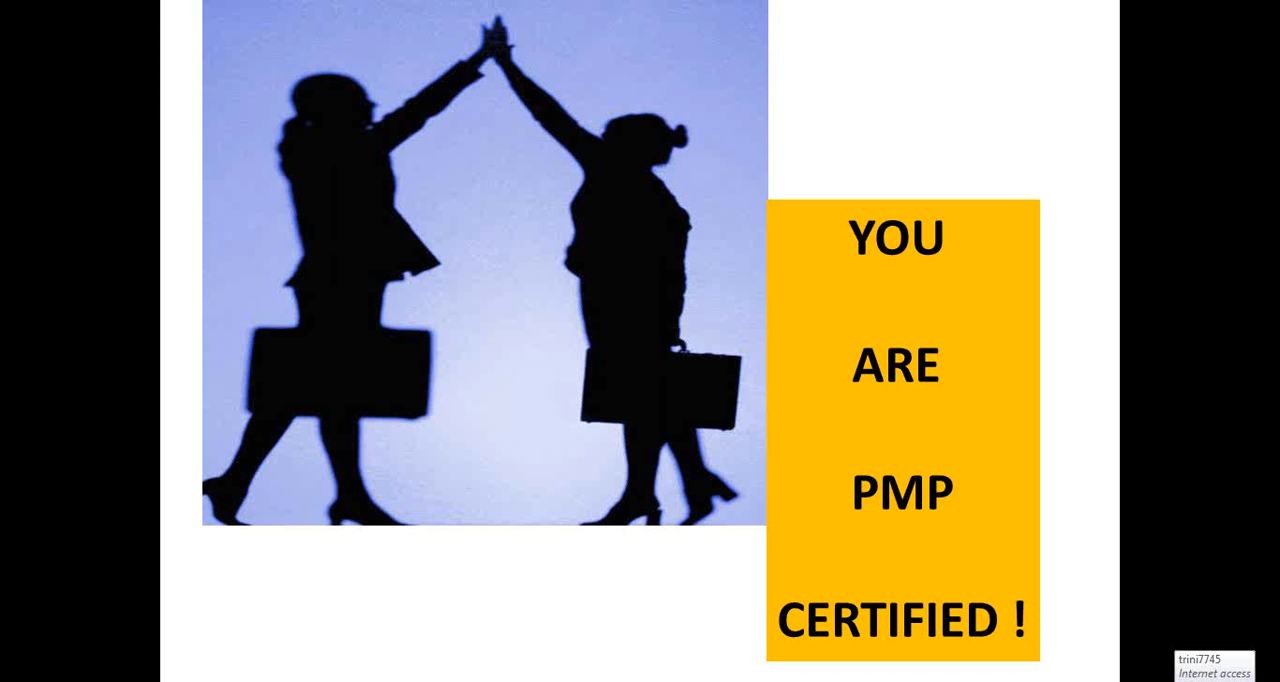 YOU
ARE
PMP
CERTIFIED !
trini7745
Internet access